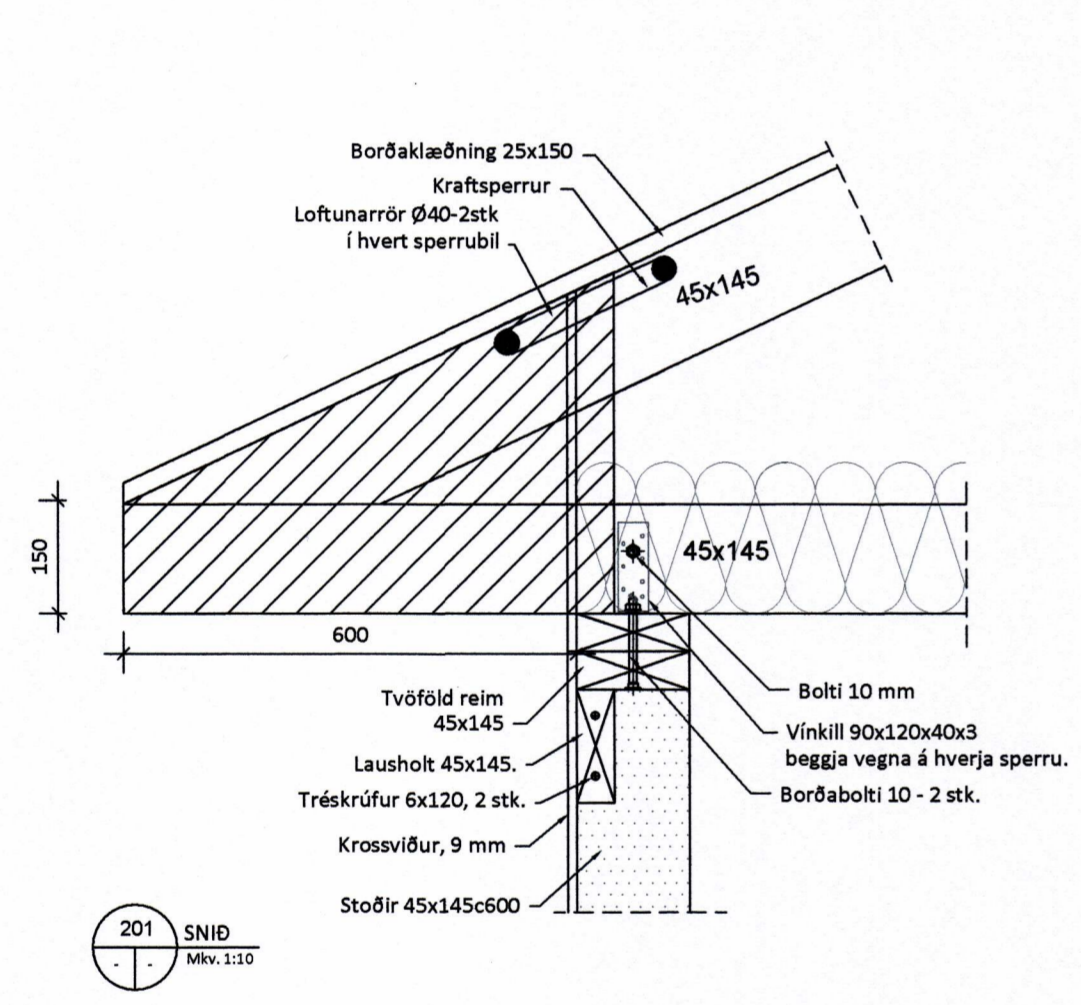 Borðaklæðning 25x150
Kraftsperrur
Loftunarrör Ø40-2stk
í hvert sperrubil
45x145
150
45x145
600
Tvöföld reim
45x145
Lausholt 45x145.
Tréskrúfur 6x120, 2 stk.
Krossviður, 9 mm
Stoðir 45x145c600
Bolti 10 mm
Vínkill 90x120x40x3
beggja vegna á hverja sperru.
Borðabolti 10 - 2 stk.
201
- -
SNIÐ
Mkv. 1:10